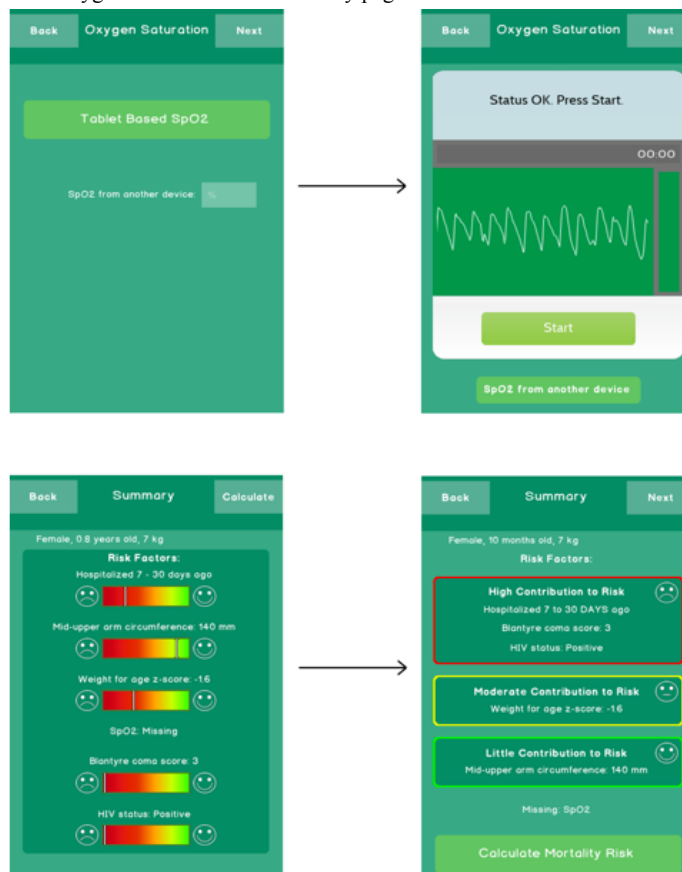 Back Oxygen Saturation Next
Tablet Based SpO2
SpO2 from another device: %
Back Oxygen Saturation Next
Status OK. Press Start.
00:00
Start
SpO2 from another device
Back Summary Calculate
Female, 0.8 years old, 7 kg
Risk Factors:
Hospitalized 7 - 30 days ago
Mid-upper arm circumference: 140 mm
Weight for age z-score: -1.6
SpO2: Missing
Blantyre coma score: 3
HIV status: Positive
Back Summary Next
Female, 10 months old, 7 kg
Risk Factors:
High Contribution to Risk
Hospitalized 7 to 30 DAYS ago
Blantyre coma score: 3
HIV status: Positive
Moderate Contribution to Risk
Weight for age z-score: -1.6
Little Contribution to Risk
Mid-upper arm circumference: 140 mm
Missing: SpO2
Calculate Mortality Risk